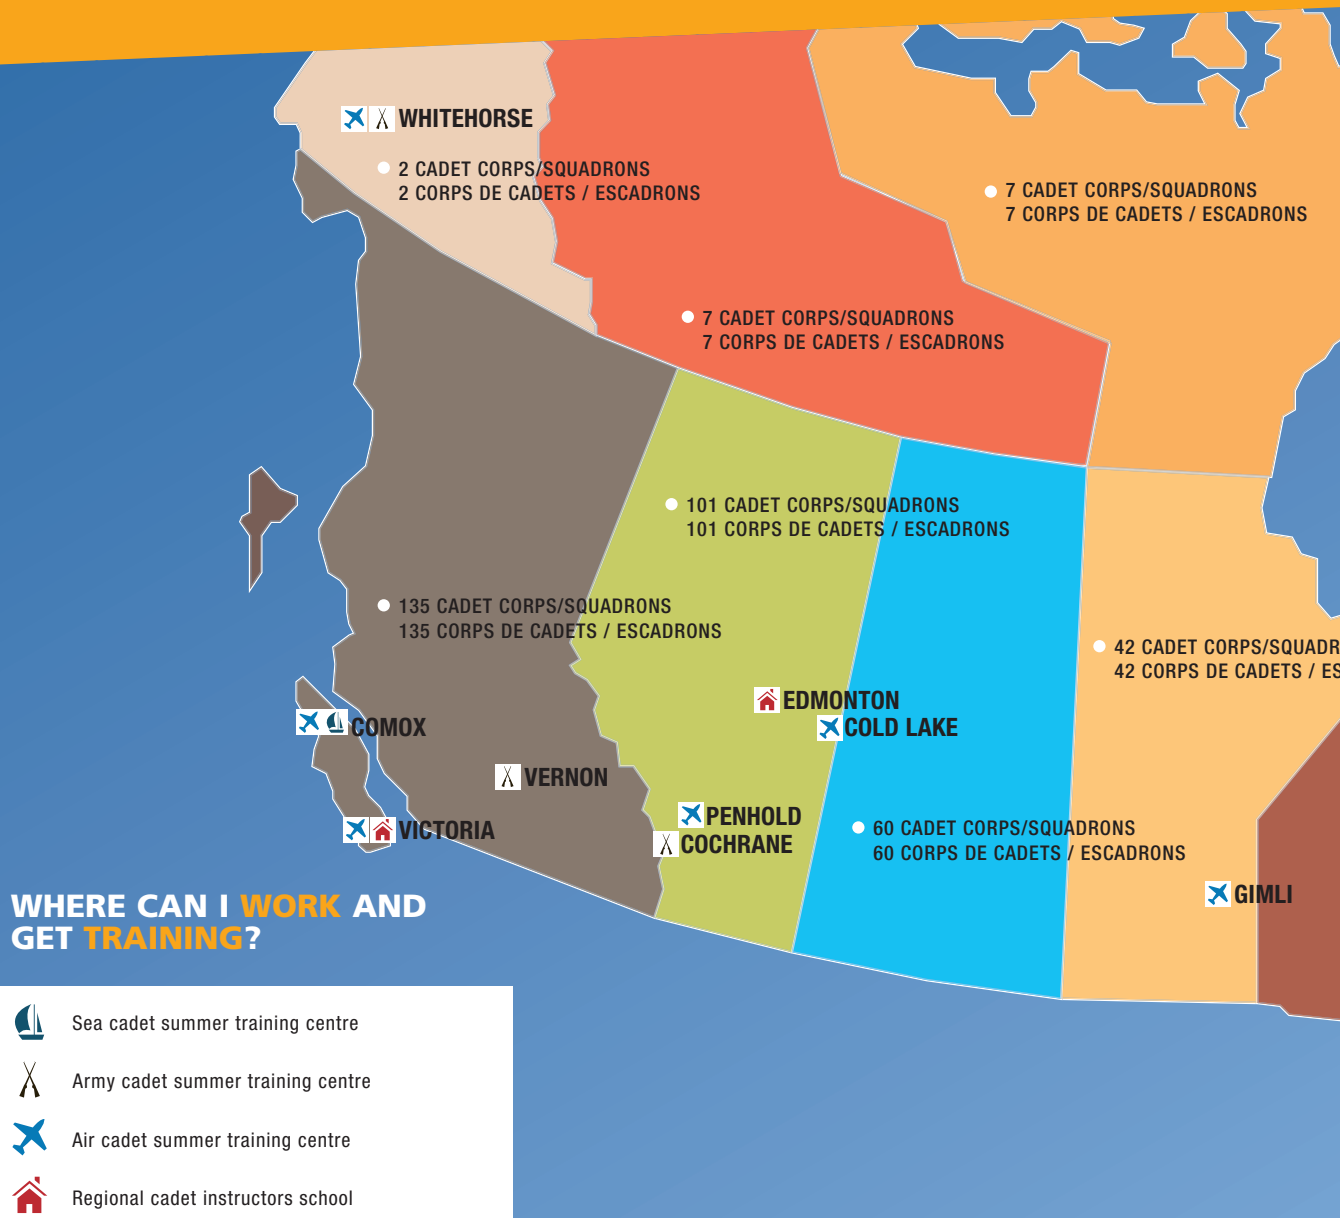 WHITEHORSE
2 CADET CORPS/SQUADRONS
2 CORPS DE CADETS / ESCADRONS
7 CADET CORPS/SQUADRONS
7 CORPS DE CADETS / ESCADRONS
7 CADET CORPS/SQUADRONS
7 CORPS DE CADETS / ESCADRONS
101 CADET CORPS/SQUADRONS
101 CORPS DE CADETS / ESCADRONS
135 CADET CORPS/SQUADRONS
135 CORPS DE CADETS / ESCADRONS
42 CADET CORPS/SQUADR
42 CORPS DE CADETS / ES
EDMONTON
COLD LAKE
COMOX
VERNON
PENHOLD
COCHRANE
VICTORIA
60 CADET CORPS/SQUADRONS
60 CORPS DE CADETS / ESCADRONS
GIMLI
WHERE CAN I WORK AND
GET TRAINING?
Sea cadet summer training centre
Army cadet summer training centre
Air cadet summer training centre
Regional cadet instructors school